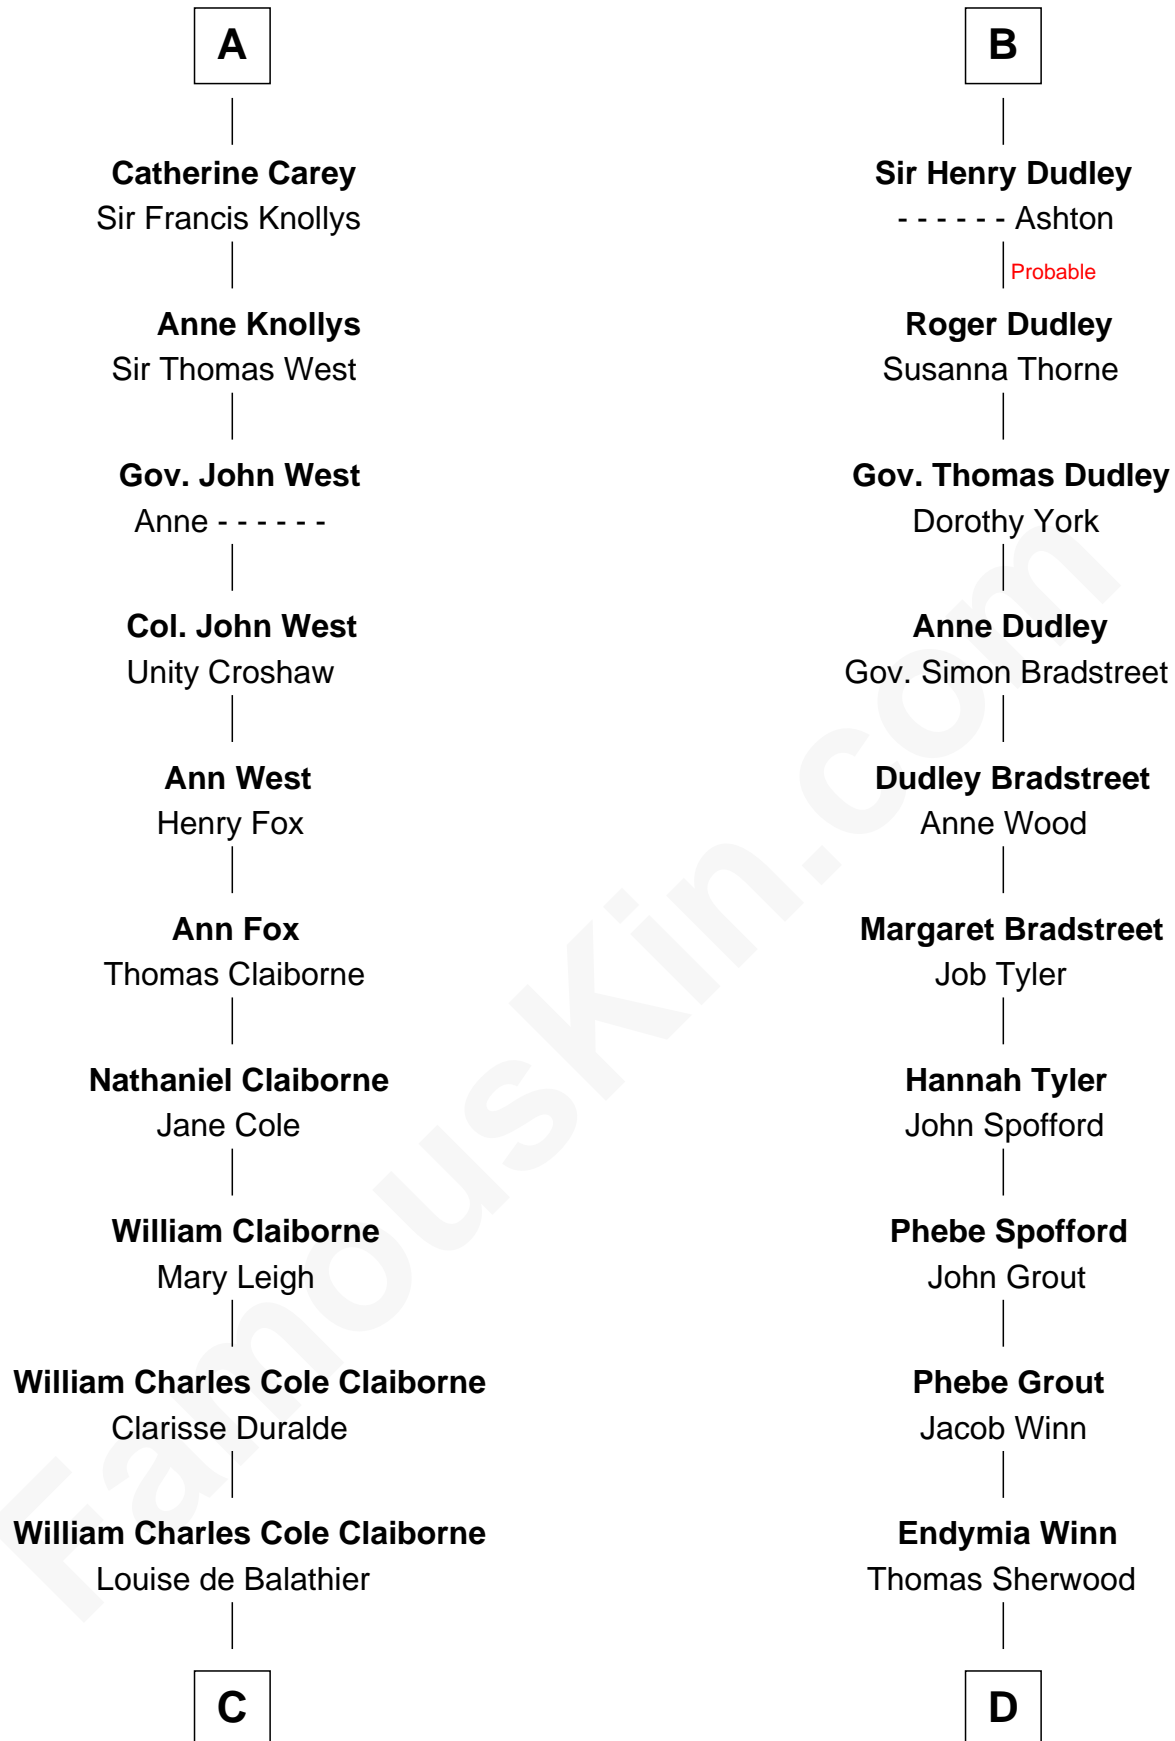 A
Catherine Carey
Sir Francis Knollys
Anne Knollys
Sir Thomas West
Gov. John West
Anne - - - - - -
Col. John West
Unity Croshaw
Ann West
Henry Fox
Ann Fox
Thomas Claiborne
Nathaniel Claiborne
Jane Cole
William Claiborne
Mary Leigh
William Charles Cole Claiborne
Clarisse Duralde
William Charles Cole Claiborne
Louise de Balathier
C
B
Sir Henry Dudley
- - - - - - Ashton
Probable
Roger Dudley
Susanna Thorne
Gov. Thomas Dudley
Dorothy York
Anne Dudley
Gov. Simon Bradstreet
Dudley Bradstreet
Anne Wood
Margaret Bradstreet
Job Tyler
Hannah Tyler
John Spofford
Phebe Spofford
John Grout
Phebe Grout
Jacob Winn
Endymia Winn
Thomas Sherwood
D
FamousKin.com